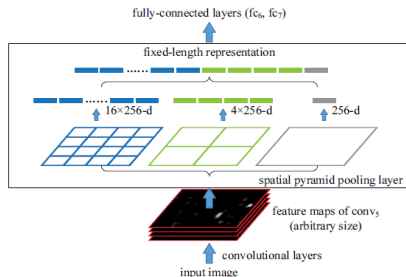 fully-connected layers (fc₆, fc₇)
fixed-length representation
......
......
16×256-d
4×256-d
256-d
spatial pyramid pooling layer
feature maps of conv₅
(arbitrary size)
convolutional layers
input image